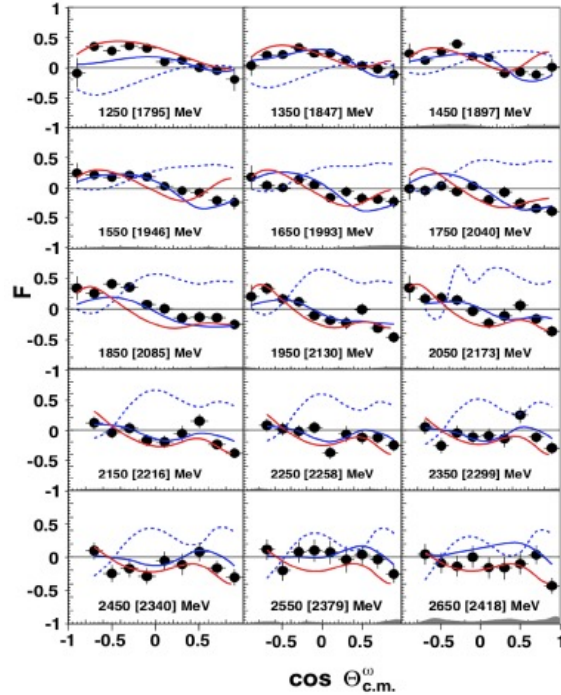 1
0.5
0
-0.5
1250 [1795] MeV
1350 [1847] MeV
1450 [1897] MeV
-1
0.5
0
-0.5
1550 [1946] MeV
1650 [1993] MeV
1750 [2040] MeV
-1
0.5
0
-0.5
F
1850 [2085] MeV
1950 [2130] MeV
2050 [2173] MeV
-1
0.5
0
-0.5
2150 [2216] MeV
2250 [2258] MeV
2350 [2299] MeV
-1
0.5
0
-0.5
2450 [2340] MeV
2550 [2379] MeV
2650 [2418] MeV
-1
-1 -0.5 0 0.5 -0.5 0 0.5 -0.5 0 0.5 1
cos Θ ω c.m.